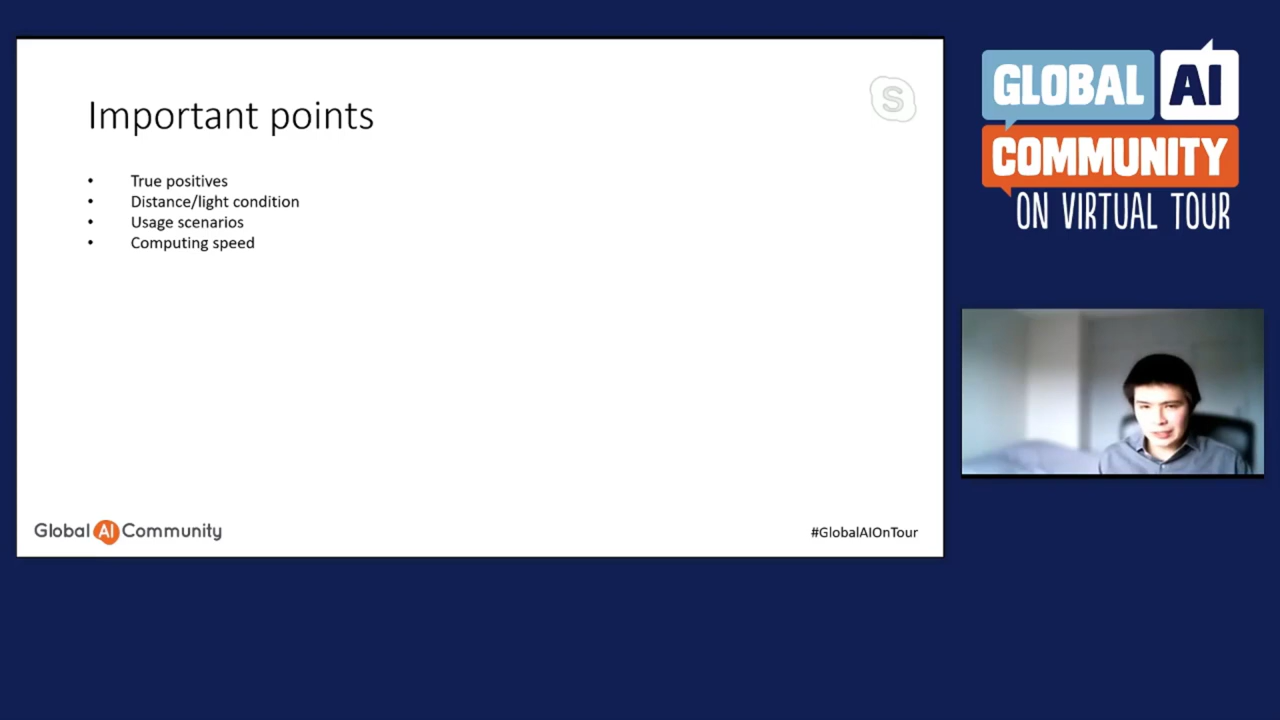 Important points
• True positives
• Distance/light condition
• Usage scenarios
• Computing speed
Global AI Community
#GlobalAIOnTour
S
GLOBAL AI
COMMUNITY
ON VIRTUAL TOUR